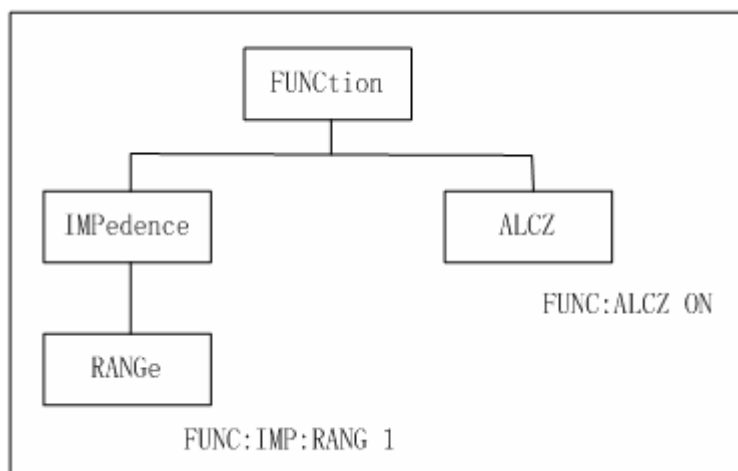 FUNCtion
IMPedence
ALCZ
FUNC:ALCZ ON
RANGe
FUNC:IMP:RANG 1